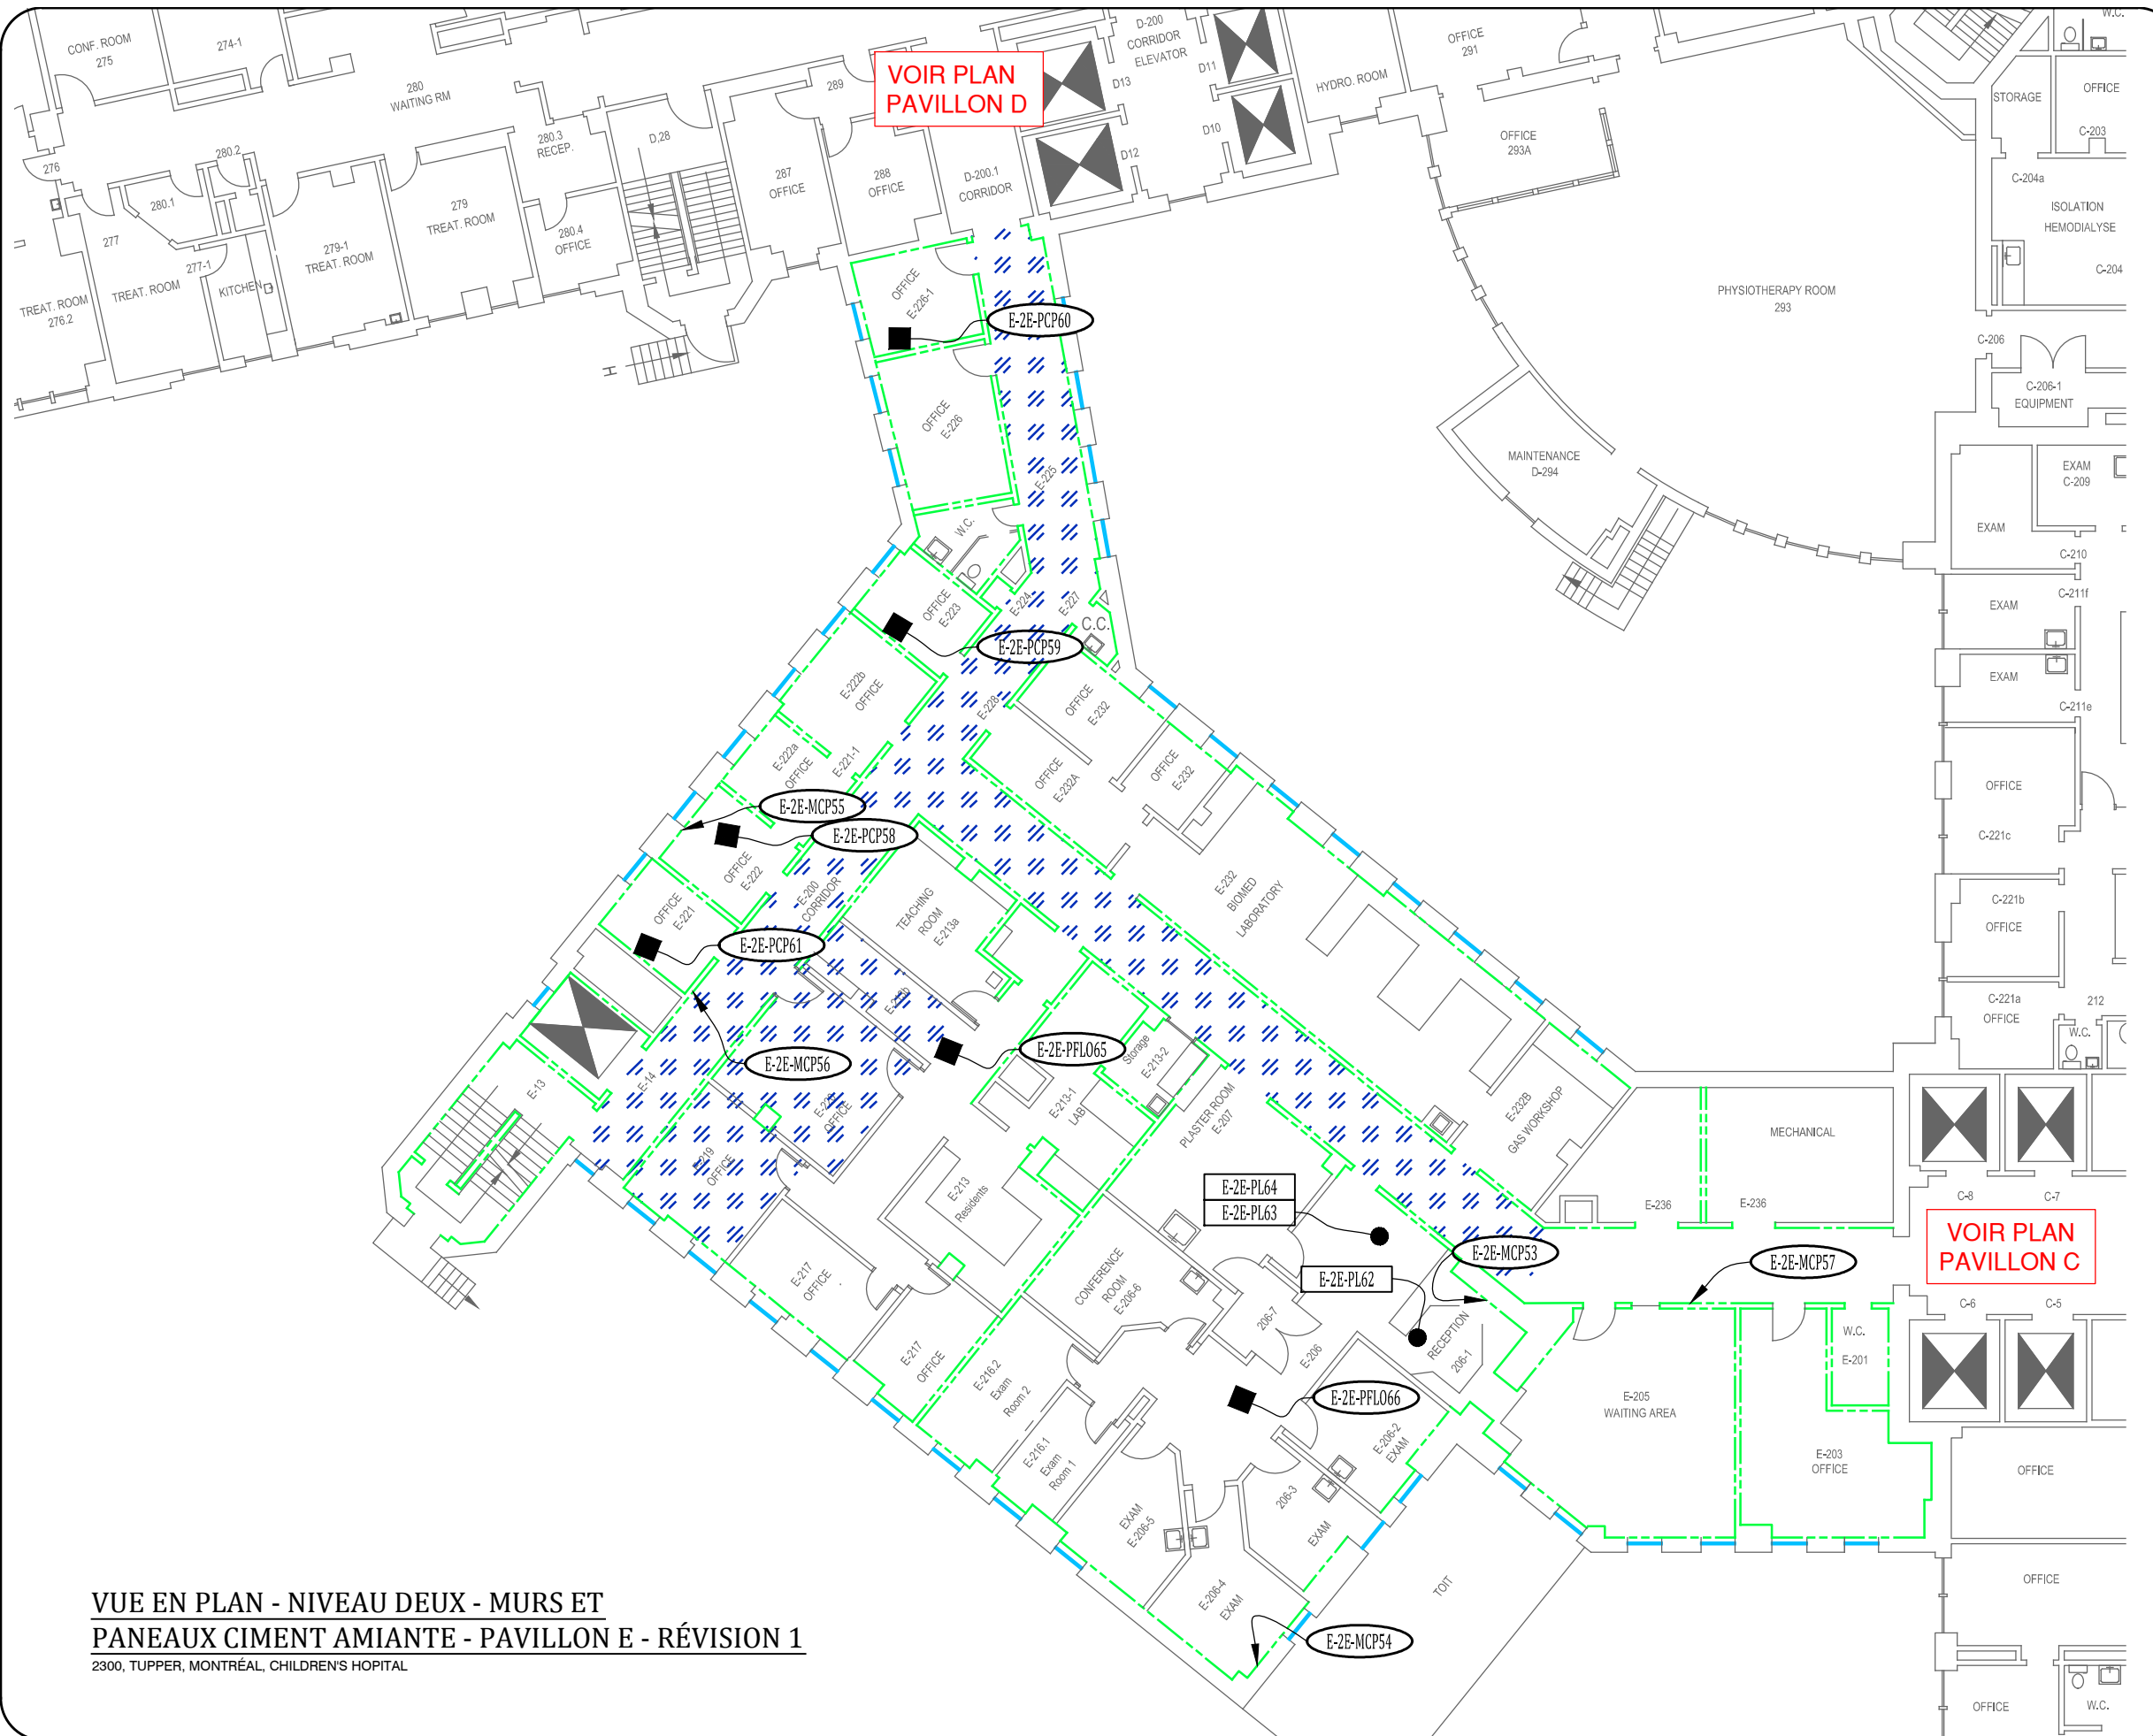 CONF. ROOM
275
274-1
280
WAITING RM
276
280.2
280.1
280.3
RECEP.
D,28
289
VOIR PLAN
PAVILLON D
D-200
CORRIDOR
ELEVATOR
D13
D11
D10
D12
HYDRO. ROOM
OFFICE
291
OFFICE
293A
W.C.
STORAGE
OFFICE
C-203
C-204a
ISOLATION
HEMODIALYSE
C-204
277
277-1
TREAT. ROOM
276.2
TREAT. ROOM
KITCHEN
279-1
TREAT. ROOM
279
TREAT. ROOM
280.4
OFFICE
287
OFFICE
288
OFFICE
D-200.1
CORRIDOR
H
PHYSIOTHERAPY ROOM
293
C-206
C-206-1
EQUIPMENT
MAINTENANCE
D-294
EXAM
C-209
EXAM
C-210
EXAM
C-211f
EXAM
C-211e
OFFICE
C-221c
C-221b
OFFICE
C-221a
OFFICE
212
W.C.
OFFICE
E-226-1
E-2E-PCP60
OFFICE
E-226
E-225
W.C.
OFFICE
E-223
E-224
E-227
C.C.
E-2E-PCP59
E-222b
OFFICE
E-228
OFFICE
E-232
OFFICE
E-232A
OFFICE
E-232
E-222a
OFFICE
E-221-1
E-2E-MCP55
E-2E-PCP58
OFFICE
E-222
E-200
CORRIDOR
OFFICE
E-221
TEACHING
ROOM
E-213a
E-232
BIOMED
LABORATORY
E-2E-PCP61
E-2E-PFLO65
E-2E-MCP56
Storage
E-213-2
E-213-1
LAB
PLASTER ROOM
E-207
E-232B
GAS WORKSHOP
MECHANICAL
E-13
E-14
OFFICE
E-219
OFFICE
E-213
Residents
E-2E-PL64
E-2E-PL63
E-236
E-236
C-8
C-7
VOIR PLAN
PAVILLON C
E-2E-MCP53
E-2E-MCP57
E-2E-PL62
E-217
OFFICE
CONFERENCE
ROOM
E-206-6
206-7
E-206
RECEPTION
206-1
C-6
C-5
W.C.
E-201
E-217
OFFICE
E-216.2
Exam
Room 2
E-2E-PFLO66
E-205
WAITING AREA
E-203
OFFICE
E-216.1
Exam
Room 1
E-206-2
EXAM
206-3
EXAM
EXAM
E-206-5
E-206-4
EXAM
TOIT
OFFICE
OFFICE
E-2E-MCP54
OFFICE
W.C.
VUE EN PLAN - NIVEAU DEUX - MURS ET
PANEAUX CIMENT AMIANTE - PAVILLON E - RÉVISION 1
2300, TUPPER, MONTRÉAL, CHILDREN'S HOPITAL